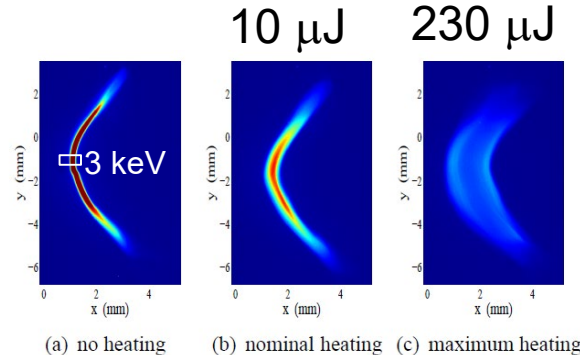 10 μJ 230 μJ
2
0
−2
−4
−6
y (mm)
3 keV
0 2 4
x (mm)
(a) no heating
2
0
−2
−4
−6
y (mm)
0 2 4
x (mm)
(b) nominal heating
2
0
−2
−4
−6
y (mm)
0 2 4
x (mm)
(c) maximum heating